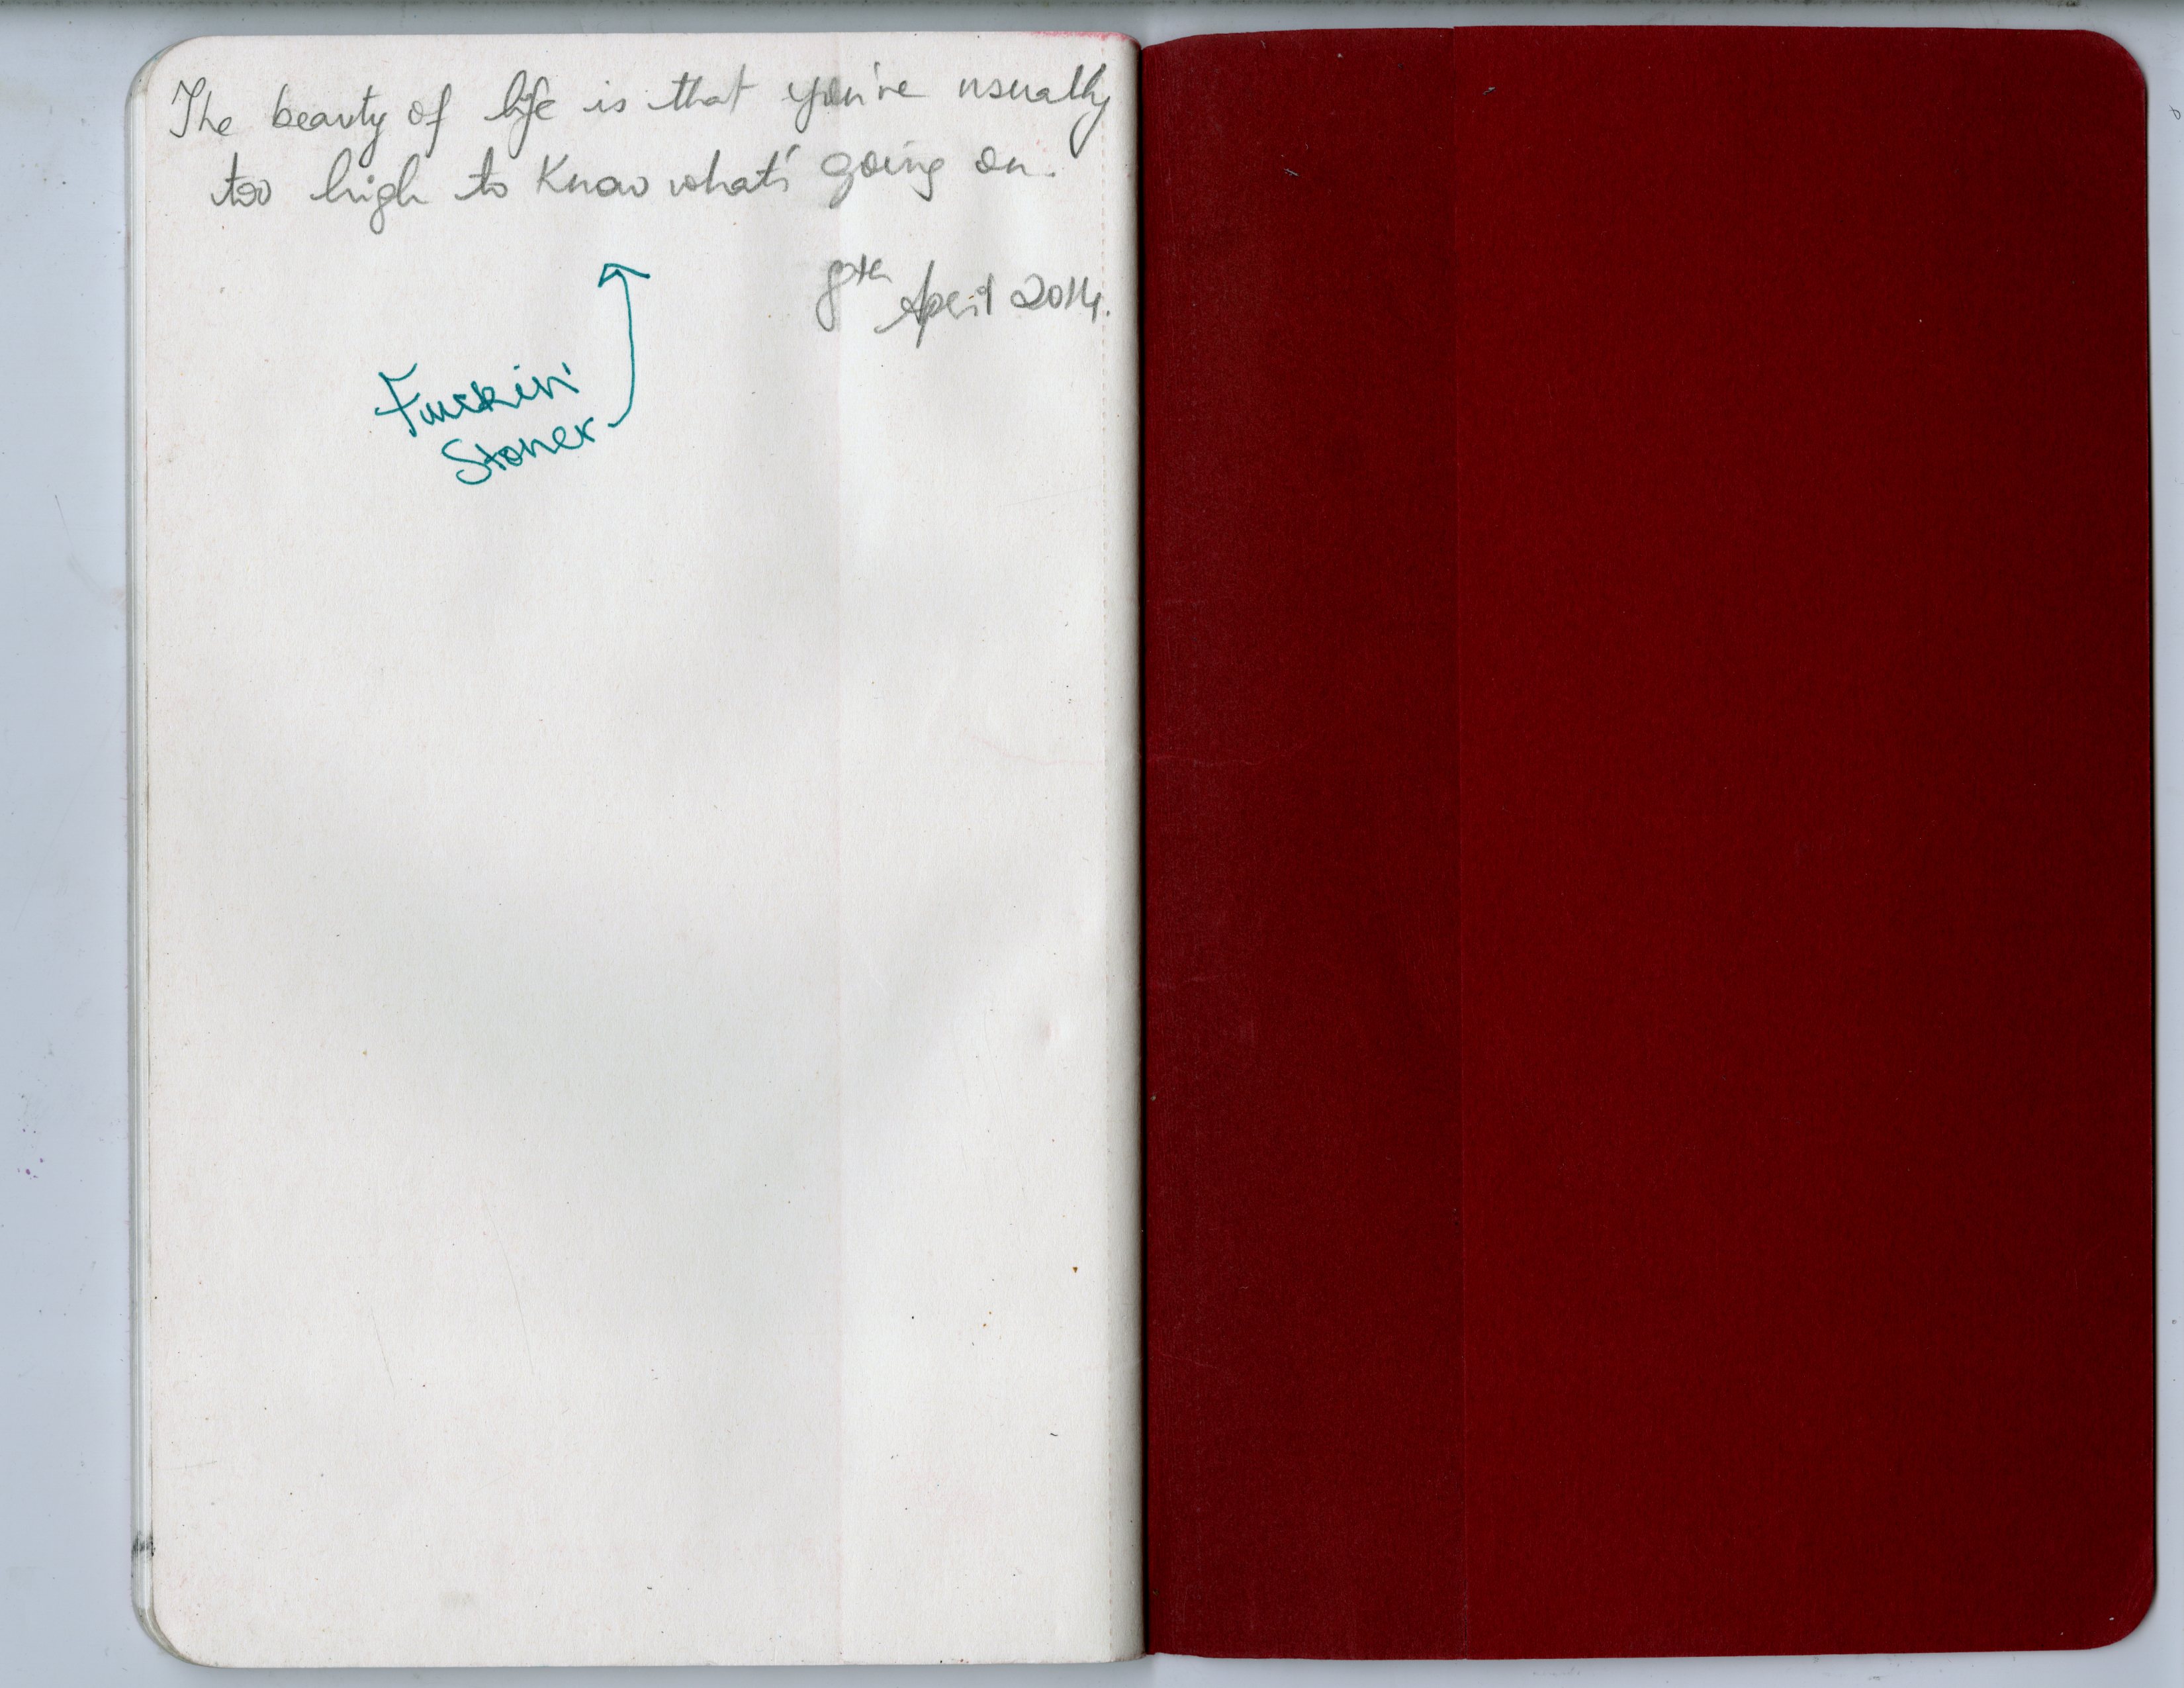 The beauty of life is that you're usually
too high to know what's going on.
8th April 2014.
Fuckin'
Stoner